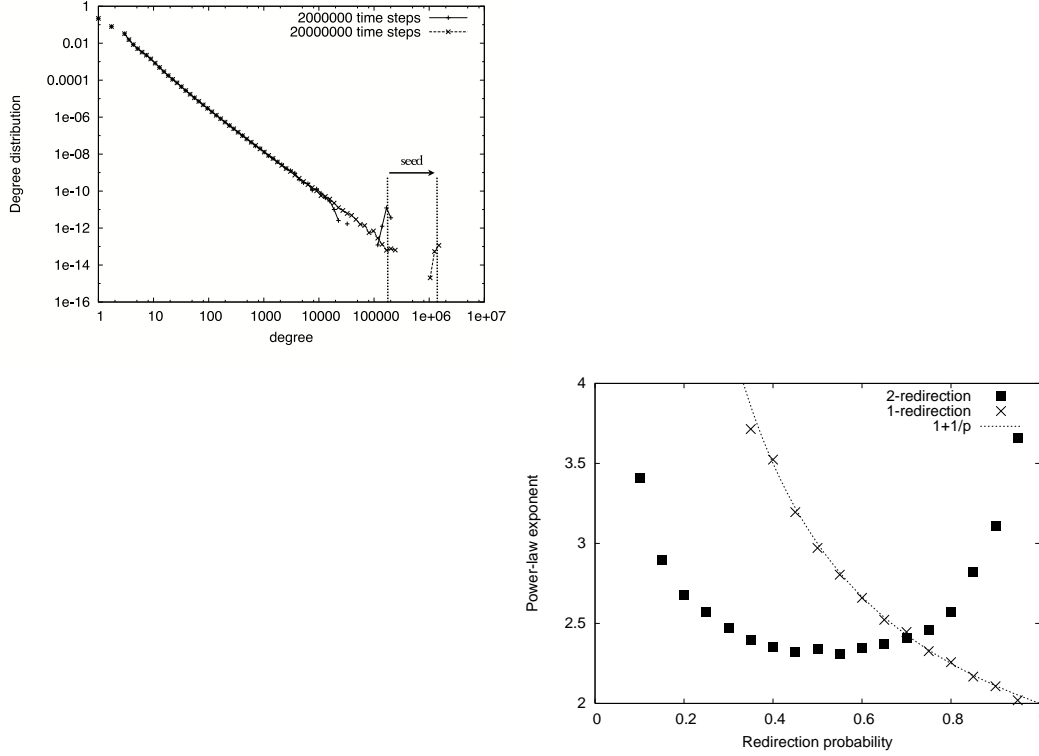 2000000 time steps
20000000 time steps
1
0.01
0.0001
1e-06
1e-08
1e-10
1e-12
1e-14
1e-16
Degree distribution
seed
1 10 100 1000 10000 100000 1e+06 1e+07
degree
2-redirection
1-redirection
1+1/p
4
3.5
3
2.5
2
Power-law exponent
0 0.2 0.4 0.6 0.8
Redirection probability